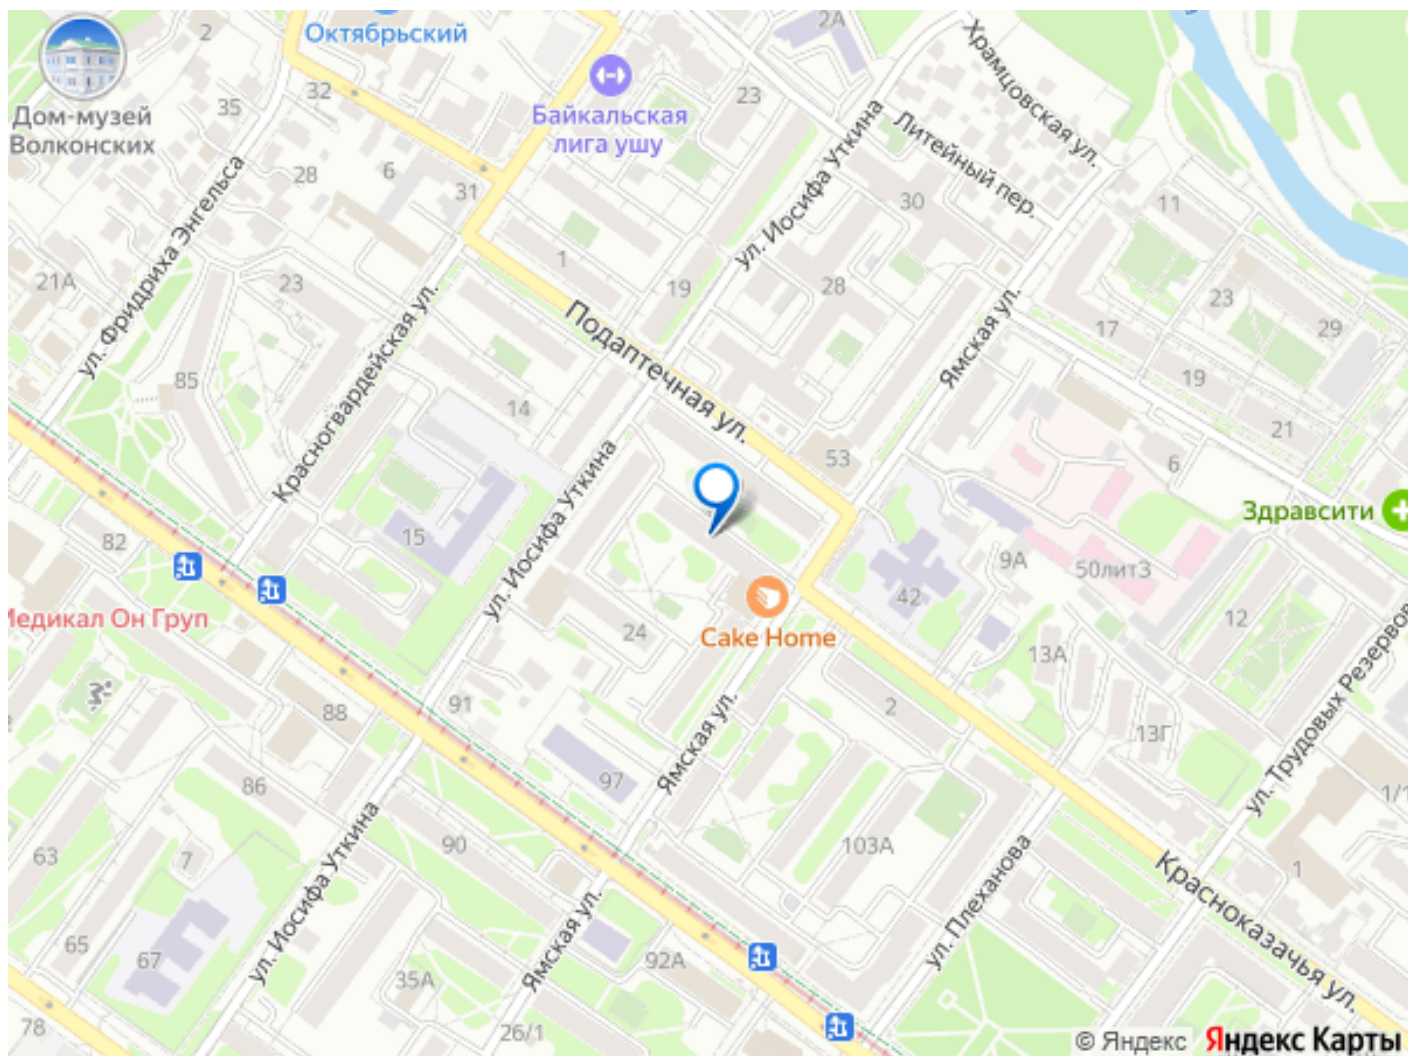 2
Октябрьский
2А
Храмцовская ул.
35
32
Байкальская
лига ушу
23
Дом-музей
Волконских
ул. Иосифа Уткина
Литейный пер.
28
6
31
30
11
ул. Фридриха Энгельса
1
21А
23
19
28
23
29
17
Красногвардейская ул.
Подаптечная ул.
Ямская ул.
85
14
19
21
53
6
Здравсити
82
15
ул. Иосифа Уткина
9А
50лит3
42
12
Медикал Он Груп
24
Cake Home
13А
91
88
2
13Г
ул. Трудовых Резервов
97
Ямская ул.
86
1/1
63
7
90
103А
1
ул. Иосифа Уткина
ул. Плеханова
Красноказачья ул.
65
67
35А
Ямская ул.
92А
78
26/1
© Яндекс
Яндекс Карты